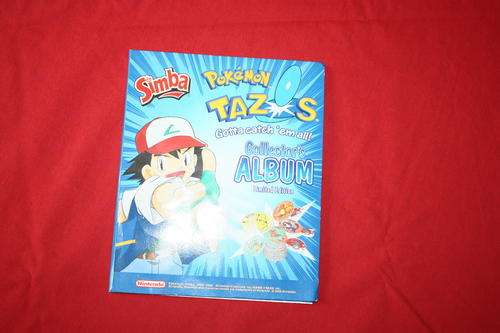 Simba
POKéMON
TAZOS
Gotta catch 'em all!
Collector's
ALBUM
Limited Edition
Nintendo